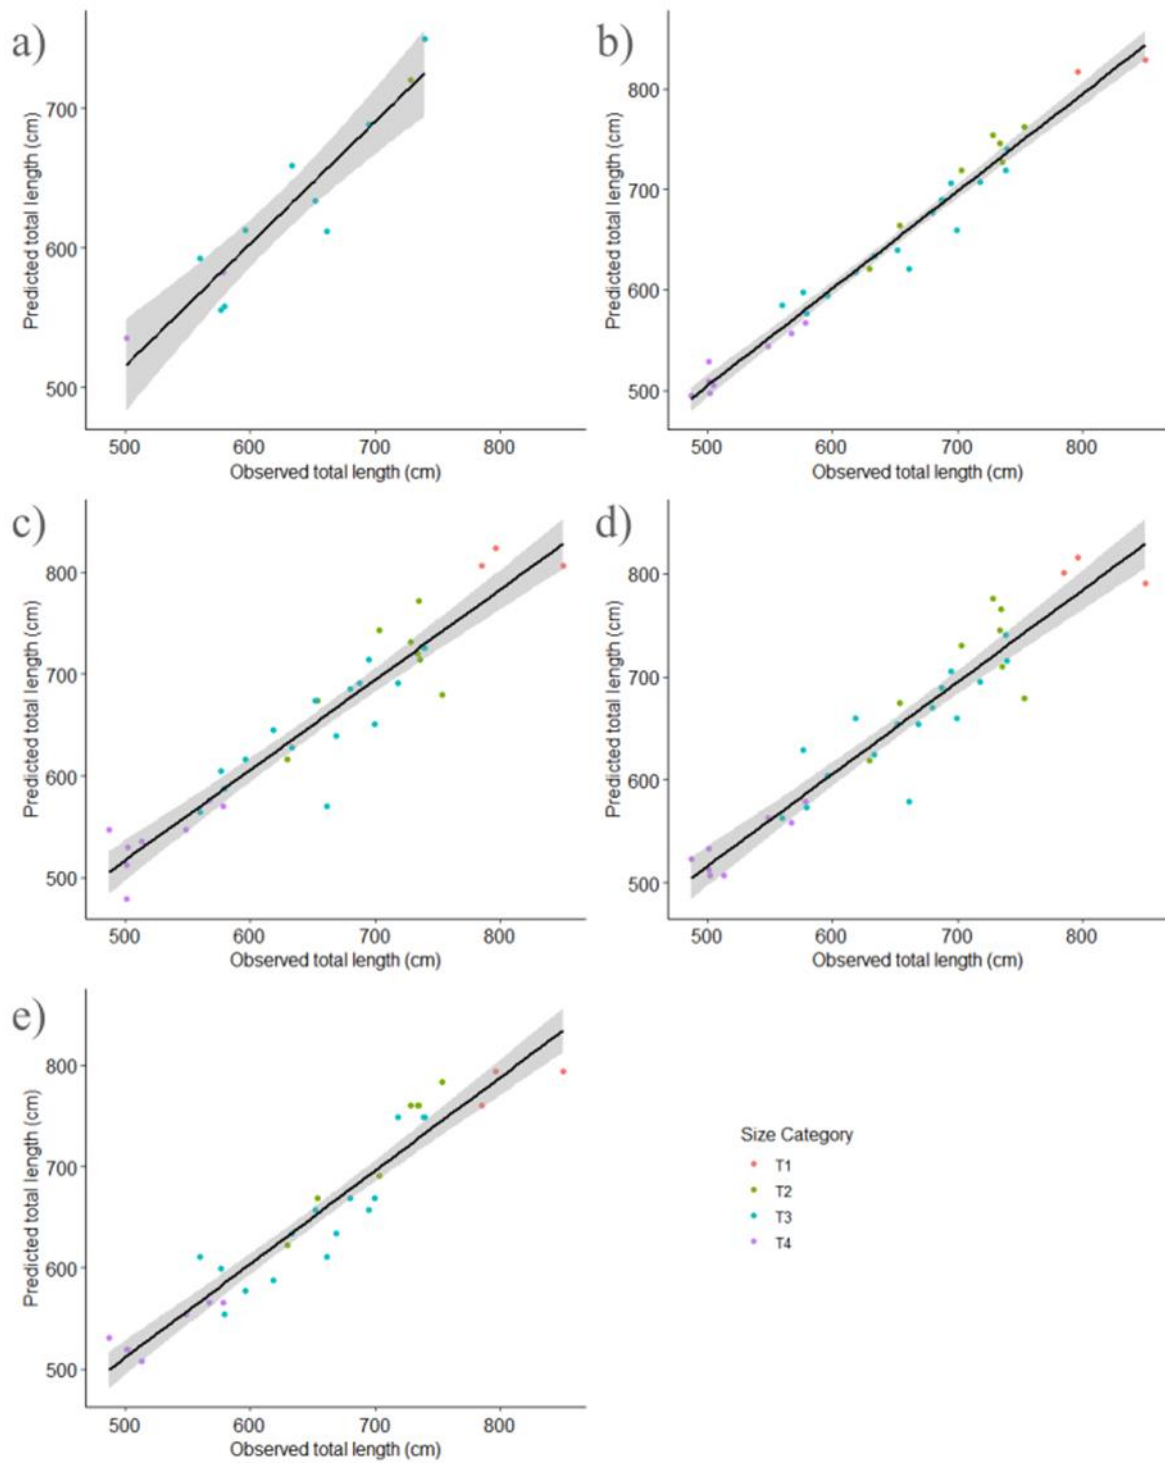 a)
Predicted total length (cm)
700
600
500
500 600 700 800
Observed total length (cm)
b)
Predicted total length (cm)
800
700
600
500
500 600 700 800
Observed total length (cm)
c)
Predicted total length (cm)
800
700
600
500
500 600 700 800
Observed total length (cm)
d)
Predicted total length (cm)
800
700
600
500
500 600 700 800
Observed total length (cm)
e)
Predicted total length (cm)
800
700
600
500
500 600 700 800
Observed total length (cm)
Size Category
T1
T2
T3
T4